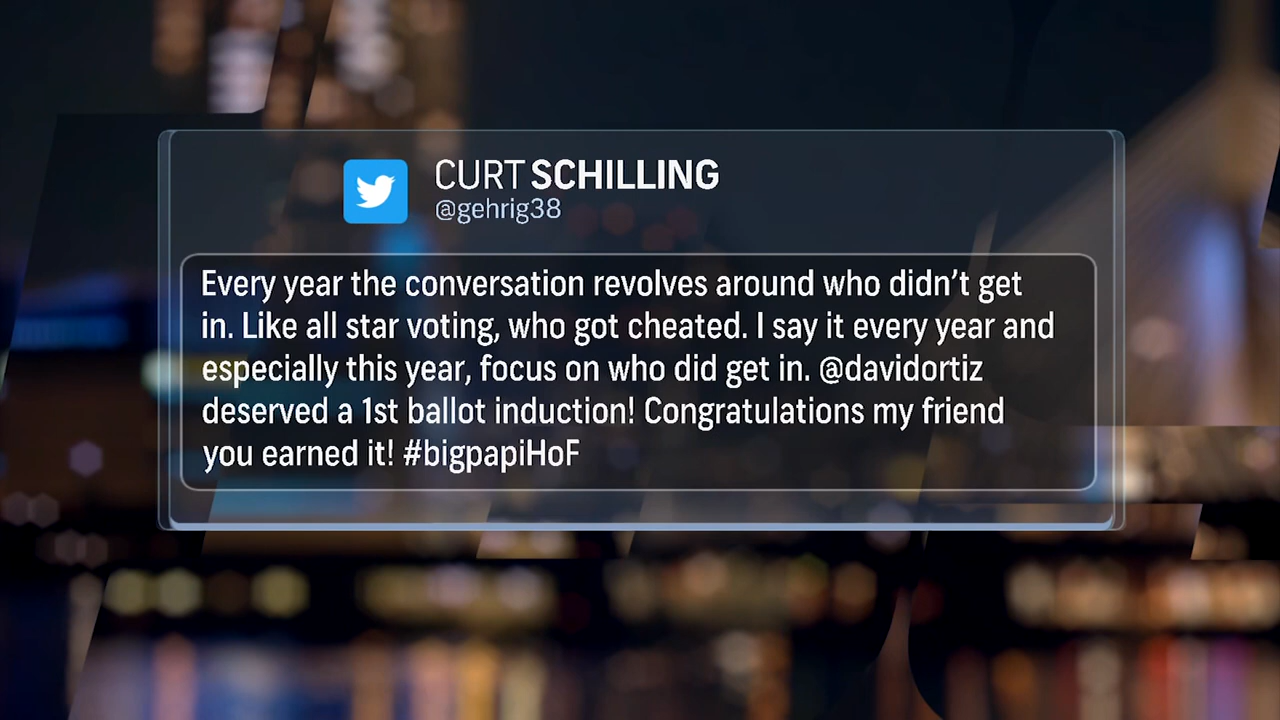 CURT SCHILLING
@gehrig38
Every year the conversation revolves around who didn’t get
in. Like all star voting, who got cheated. I say it every year and
especially this year, focus on who did get in. @davidortiz
deserved a 1st ballot induction! Congratulations my friend
you earned it! #bigpapiHoF